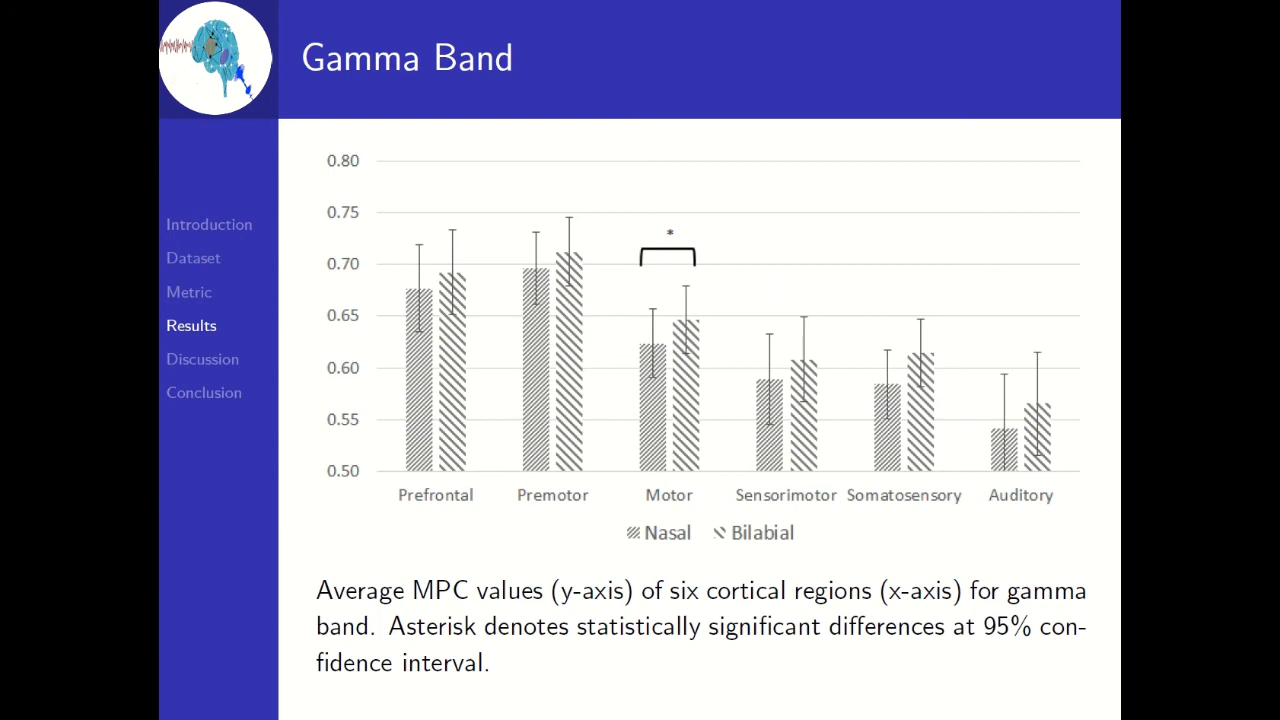 Gamma Band
Introduction
Dataset
Metric
Results
Discussion
Conclusion
0.80
0.75
0.70
0.65
0.60
0.55
0.50
*
Prefrontal Premotor Motor Sensorimotor Somatosensory Auditory
Nasal Bilabial
Average MPC values (y-axis) of six cortical regions (x-axis) for gamma
band. Asterisk denotes statistically significant differences at 95% con-
fidence interval.